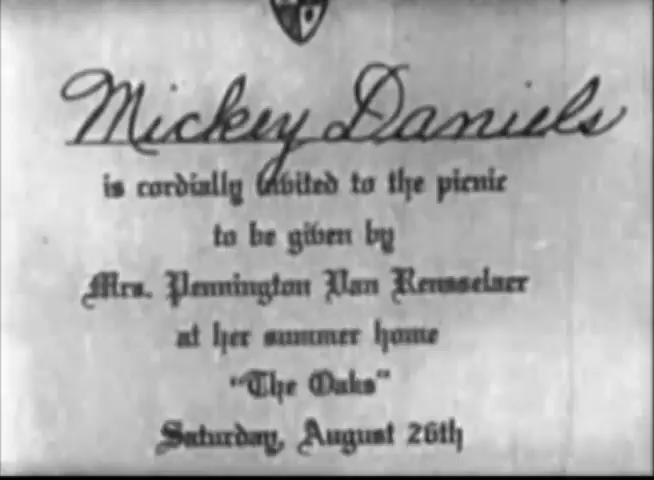 Mickey Daniels
is cordially invited to the picnic
to be given by
Mrs. Pennington Van Rensselaer
at her summer home
"The Oaks"
Saturday, August 26th